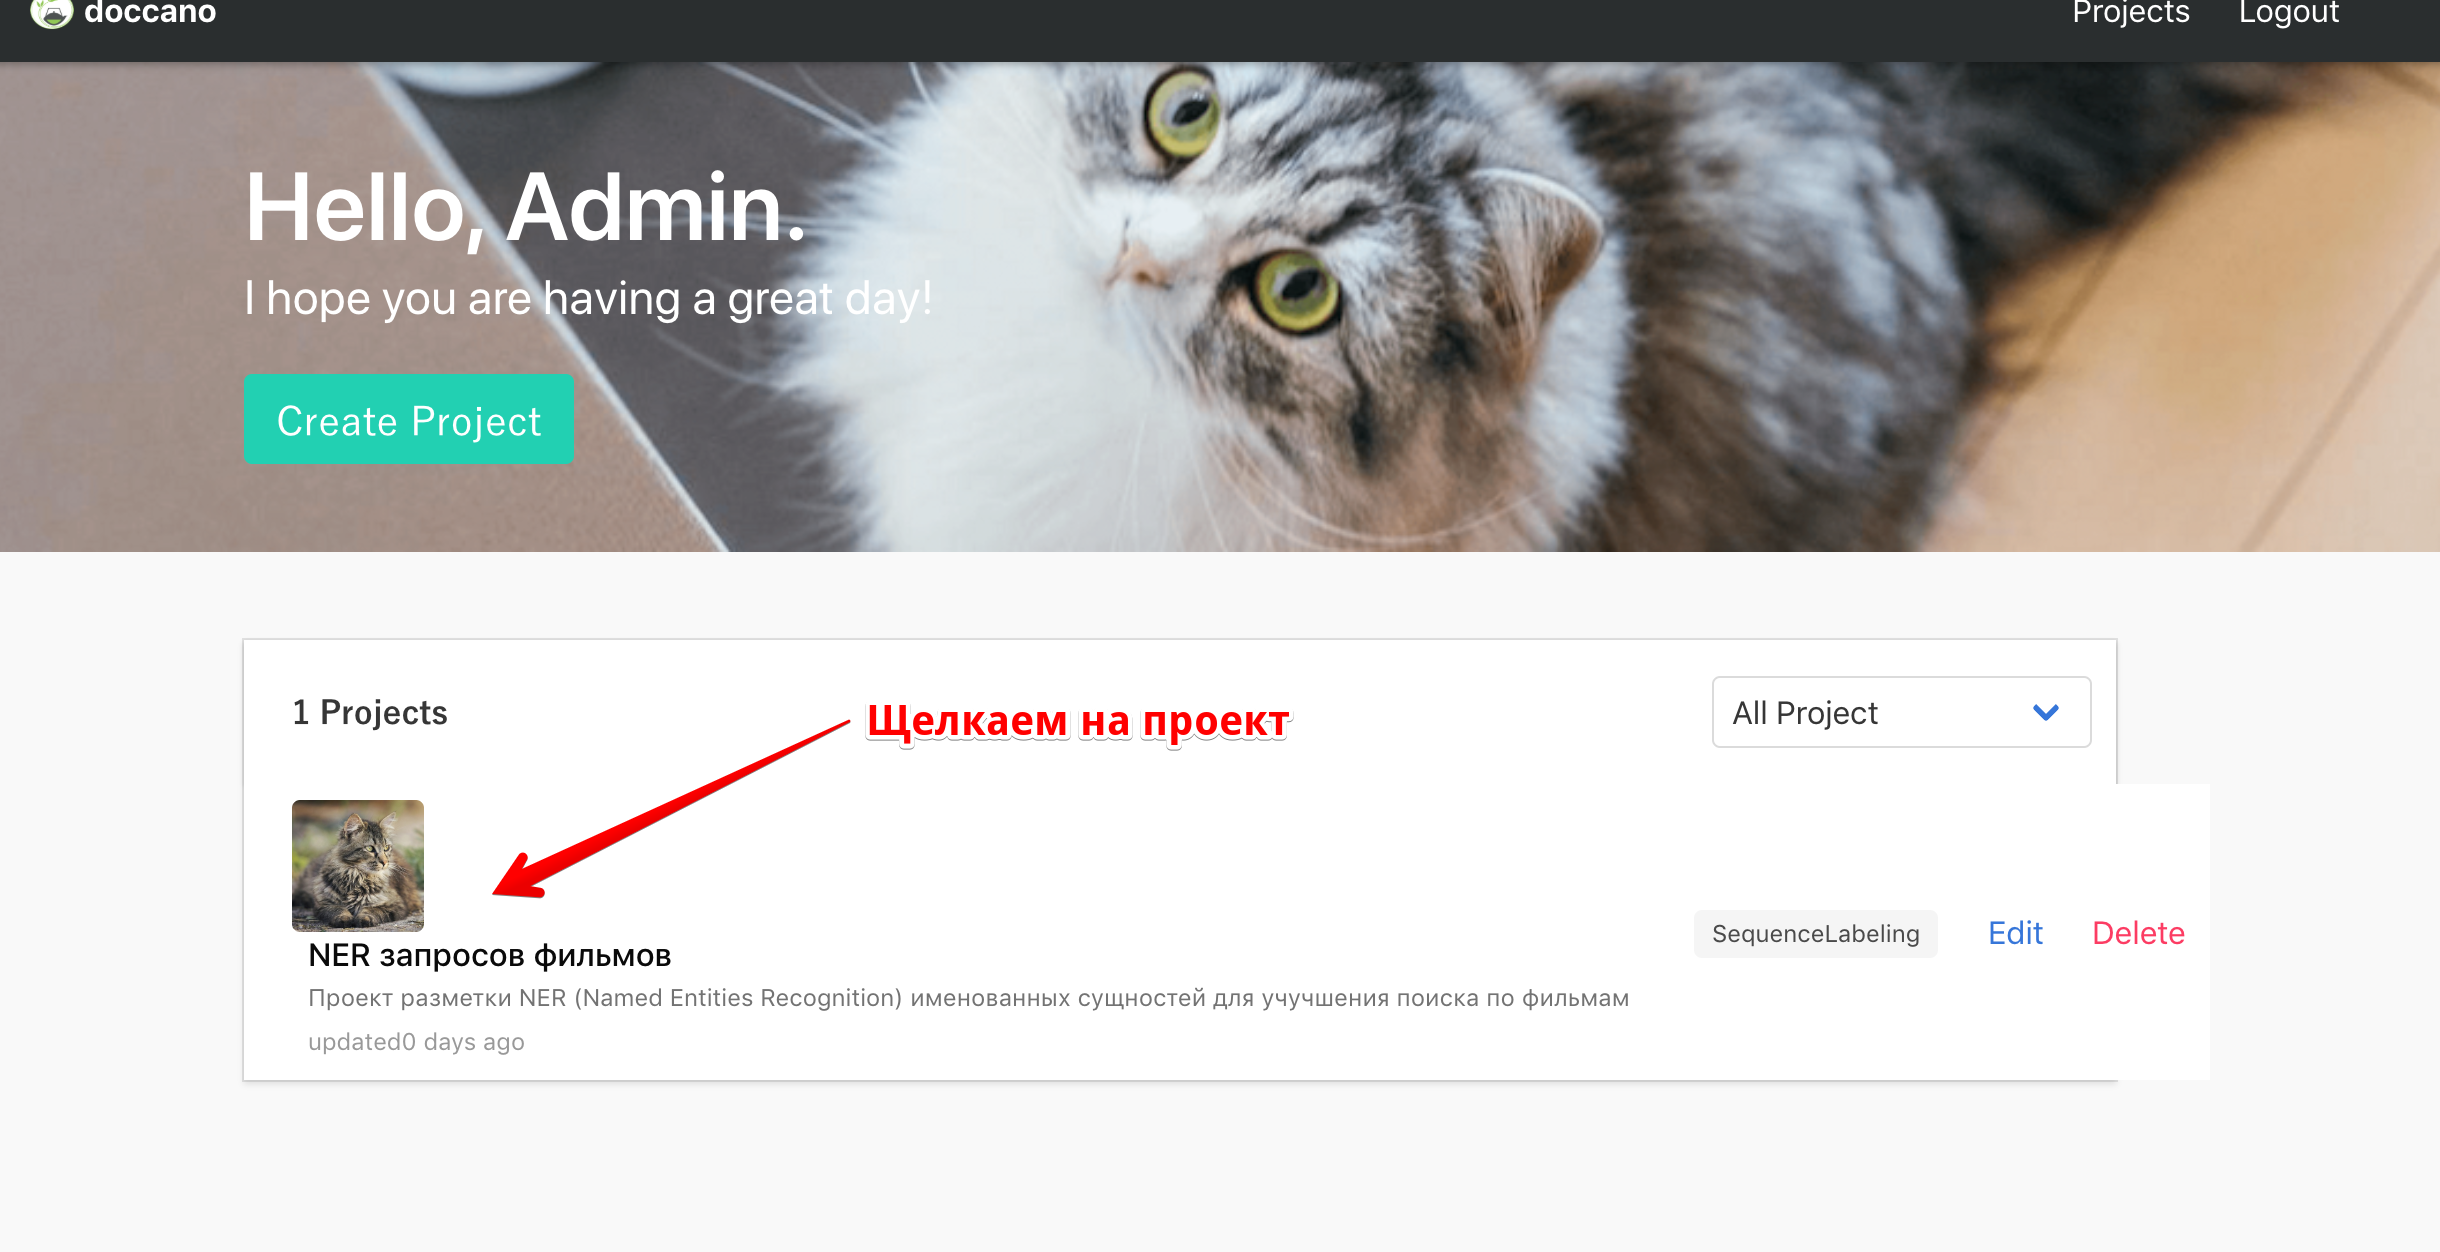 doccano
Projects Logout
Hello, Admin.
I hope you are having a great day!
Create Project
1 Projects
Щелкаем на проект
All Project
NER запросов фильмов
Проект разметки NER (Named Entities Recognition) именованных сущностей для учучшения поиска по фильмам
updated0 days ago
SequenceLabeling
Edit
Delete